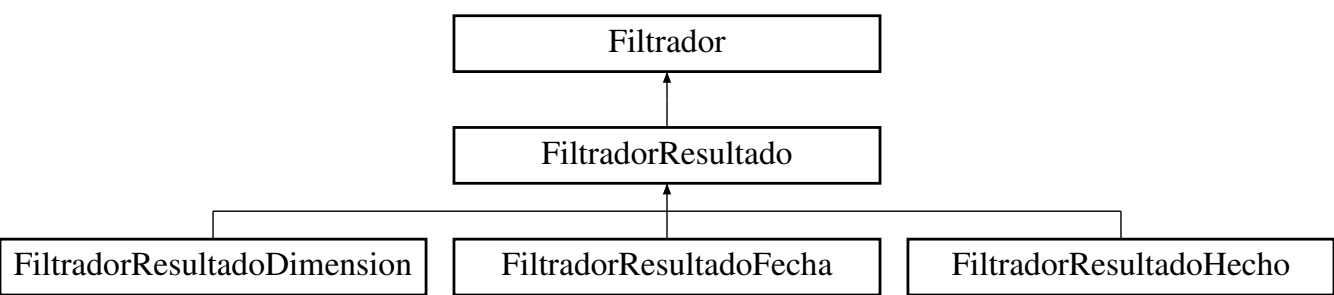 Filtrador
FiltradorResultado
FiltradorResultadoDimension
FiltradorResultadoFecha
FiltradorResultadoHecho